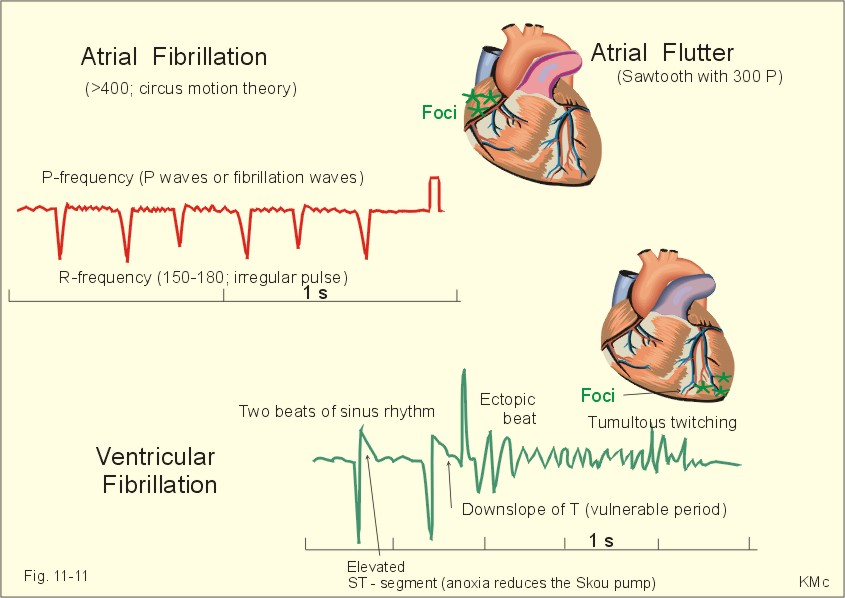 Atrial Fibrillation
(>400; circus motion theory)
Atrial Flutter
(Sawtooth with 300 P)
Foci
P-frequency (P waves or fibrillation waves)
R-frequency (150-180; irregular pulse)
1 s
Foci
Two beats of sinus rhythm
Ectopic
beat
Tumultous twitching
Ventricular
Fibrillation
Downslope of T (vulnerable period)
1 s
Elevated
ST - segment (anoxia reduces the Skou pump)
Fig. 11-11
KMc